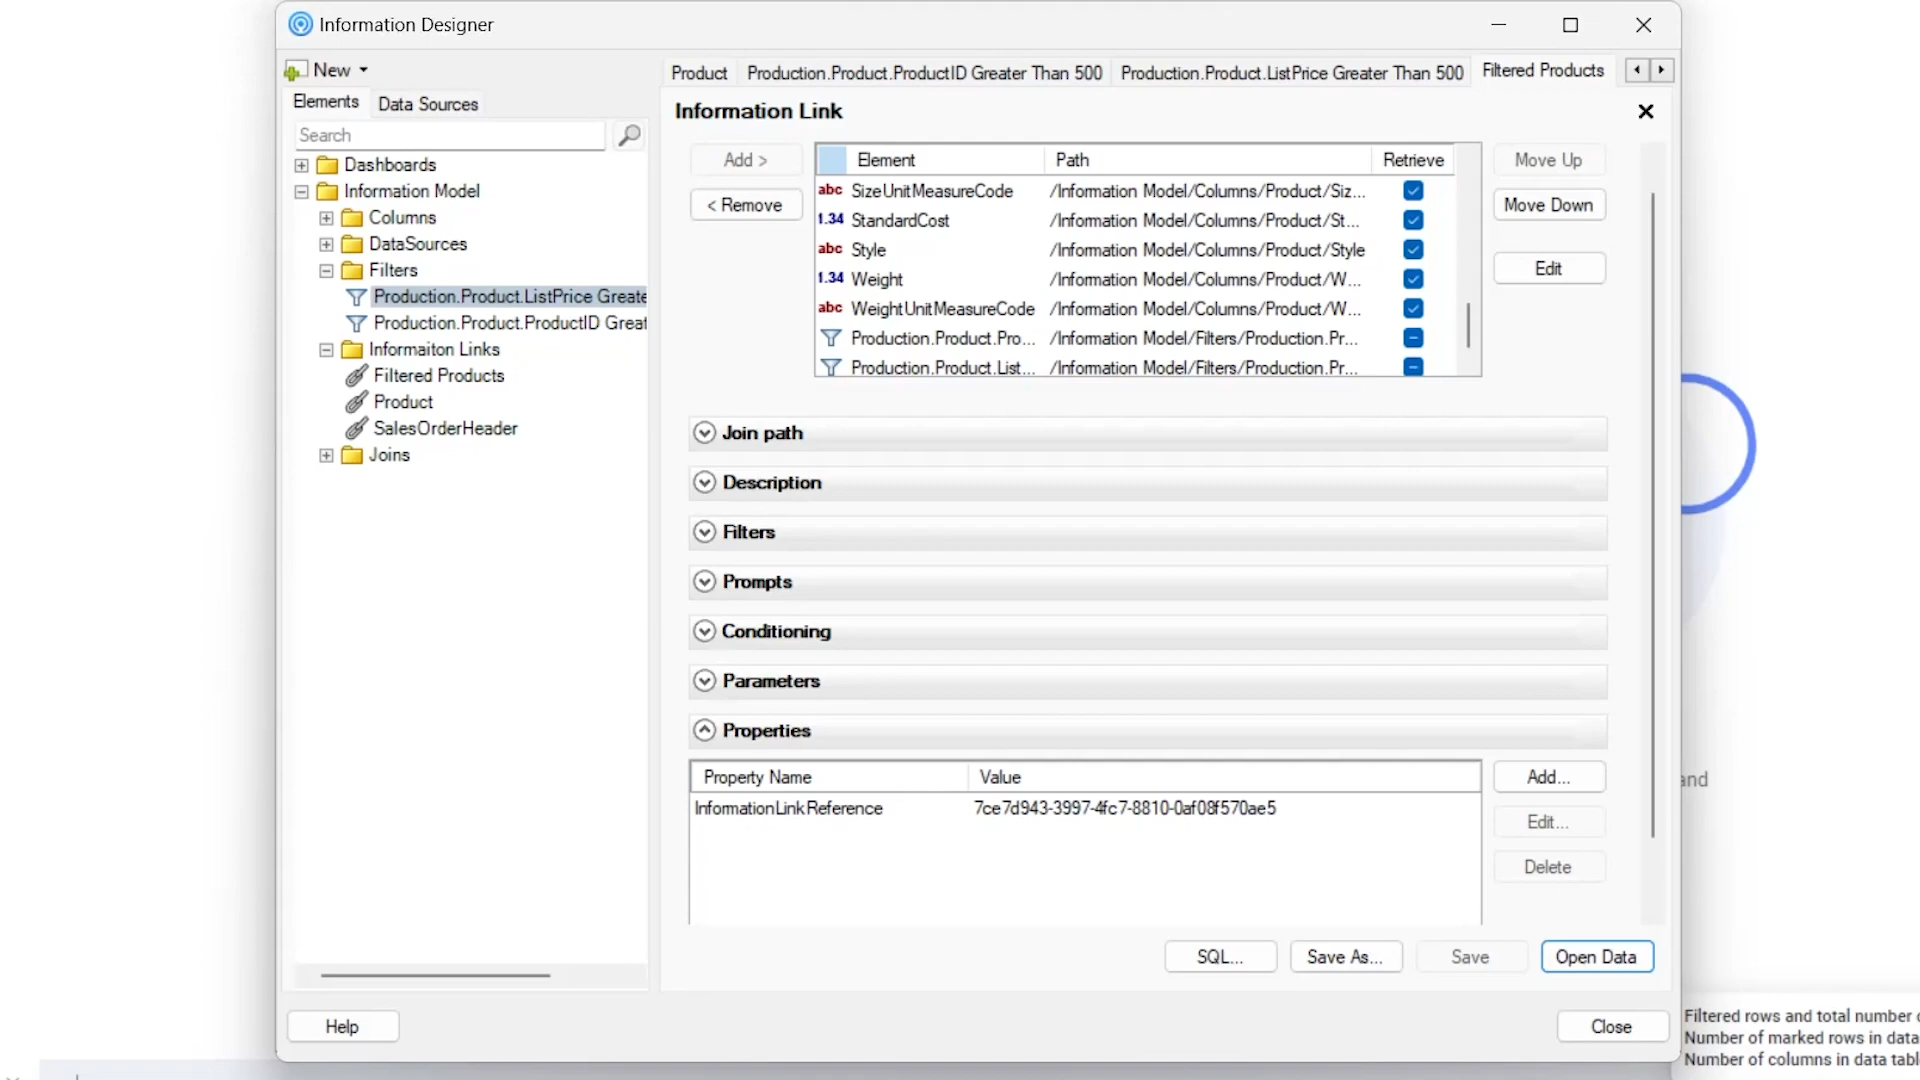 Information Designer
New
Elements
Data Sources
Search
Dashboards
Information Model
Columns
DataSources
Filters
Production.Product.ListPrice Greate
Production.Product.ProductID Great
Informaiton Links
Filtered Products
Product
SalesOrderHeader
Joins
Product
Production.Product.ProductID Greater Than 500
Production.Product.ListPrice Greater Than 500
Filtered Products
Information Link
Add >
< Remove
Element Path Retrieve
abc SizeUnitMeasureCode /Information Model/Columns/Product/Siz...
1.34 StandardCost /Information Model/Columns/Product/St...
abc Style /Information Model/Columns/Product/Style
1.34 Weight /Information Model/Columns/Product/W...
abc WeightUnitMeasureCode /Information Model/Columns/Product/W...
Production.Product.Pro... /Information Model/Filters/Production.Pr...
Production.Product.List... /Information Model/Filters/Production.Pr...
Move Up
Move Down
Edit
Join path
Description
Filters
Prompts
Conditioning
Parameters
Properties
Property Name Value
InformationLinkReference 7ce7d943-3997-4fc7-8810-0af08f570ae5
Add...
Edit...
Delete
SQL...
Save As...
Save
Open Data
Help
Close
and
Filtered rows and total number
Number of marked rows in data
Number of columns in data tabl